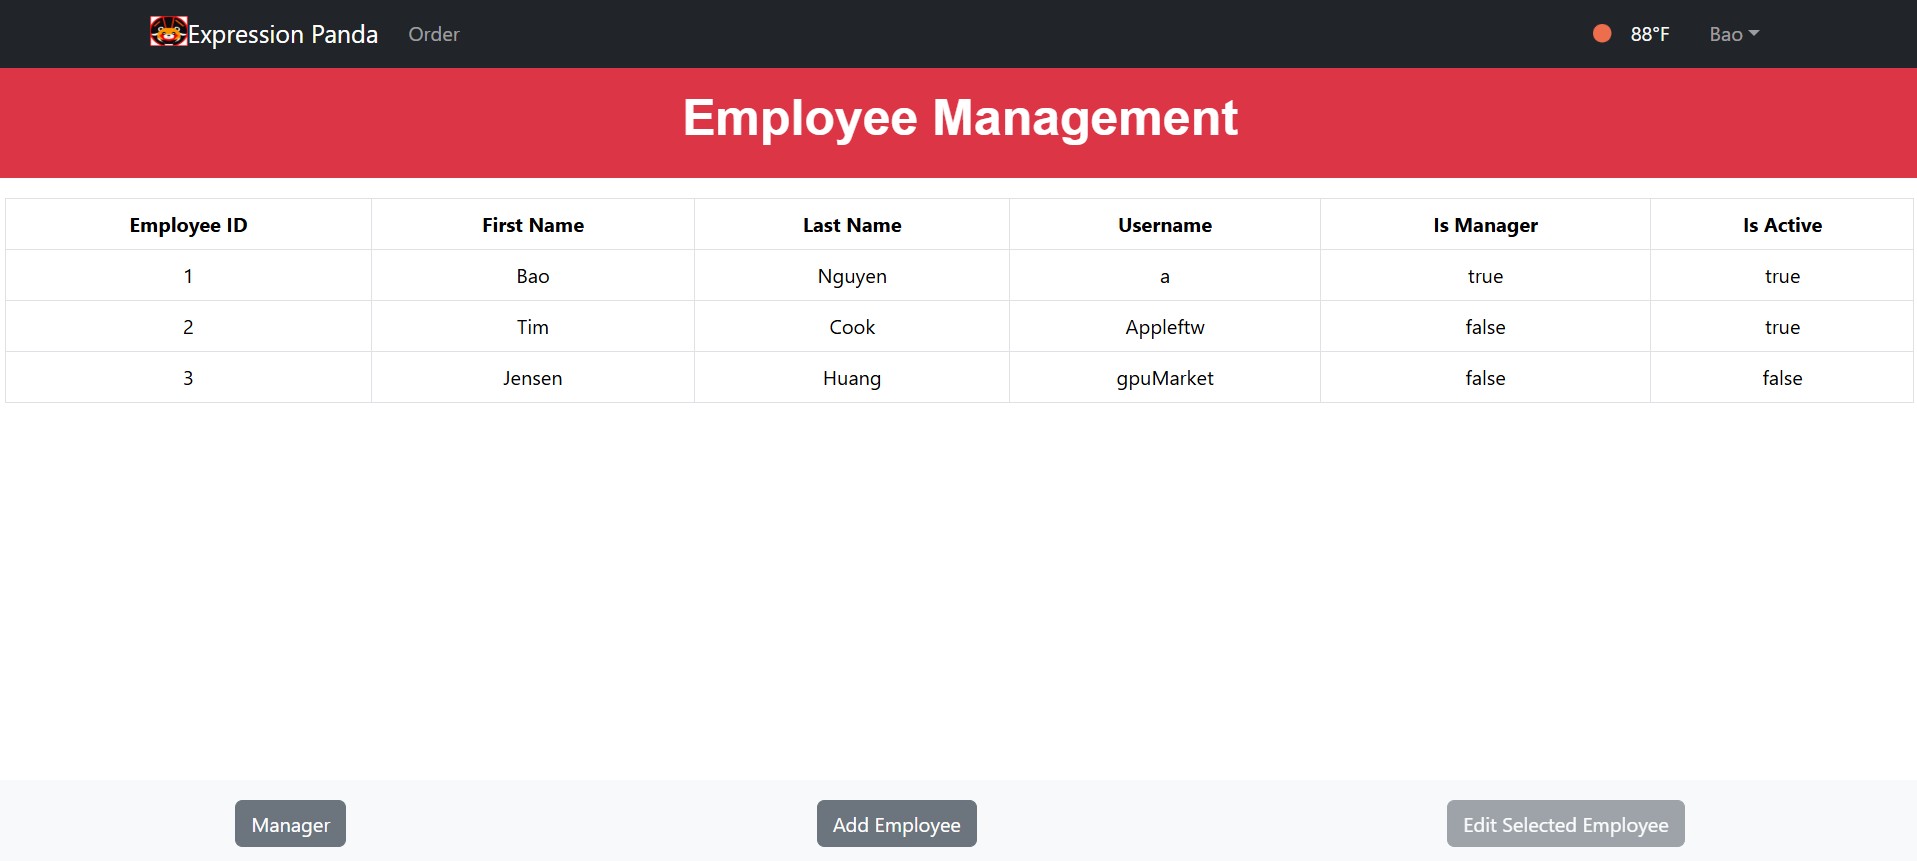 Expression Panda Order 88°F Bao
Employee Management
Employee ID First Name Last Name Username Is Manager Is Active
1 Bao Nguyen a true true
2 Tim Cook Appleftw false true
3 Jensen Huang gpuMarket false false
Manager Add Employee Edit Selected Employee